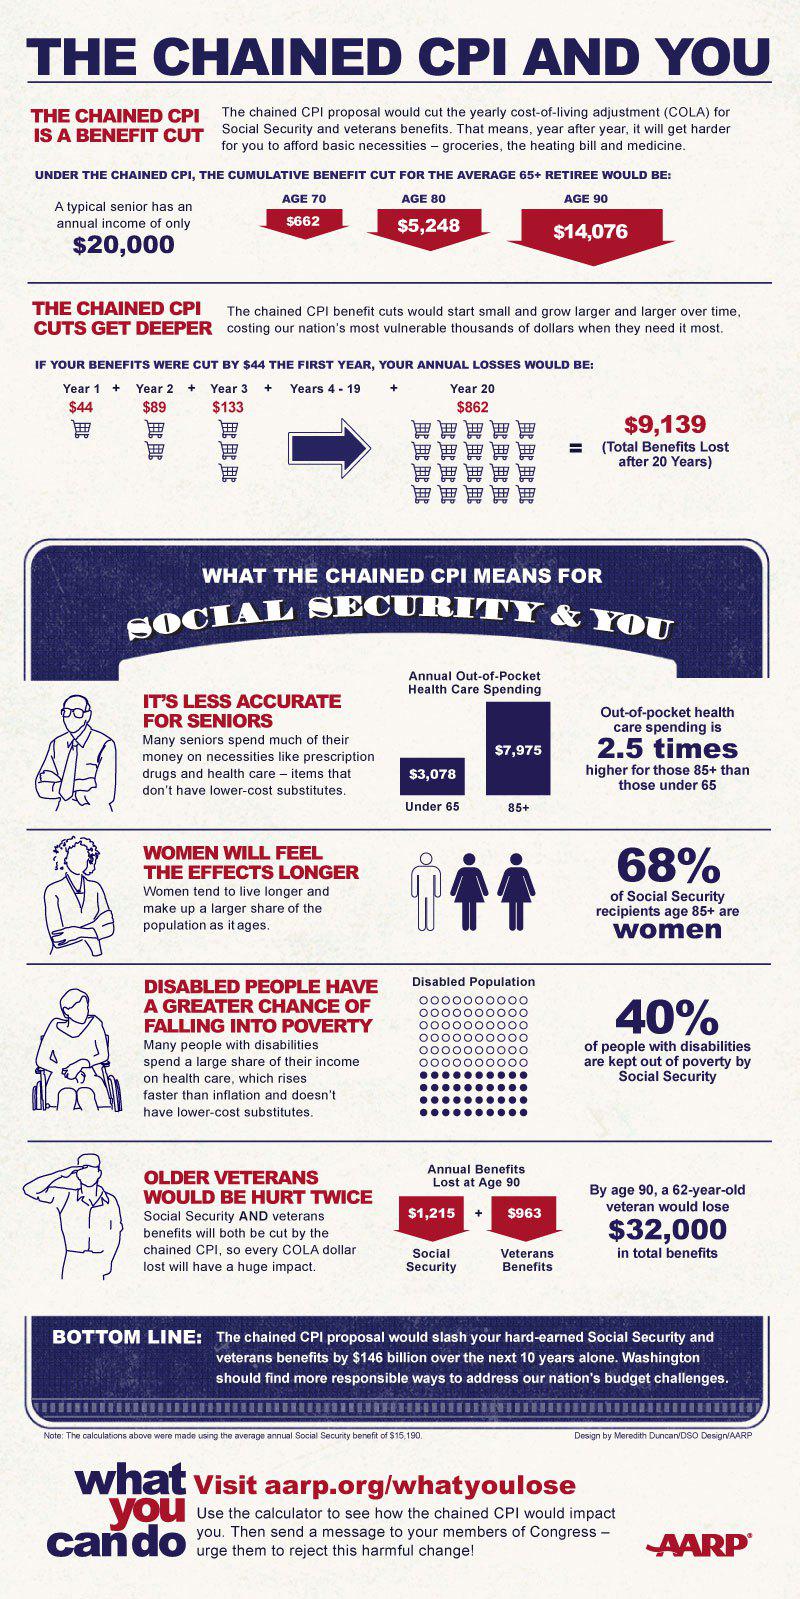 THE CHAINED CPI AND YOU
THE CHAINED CPI
IS A BENEFIT CUT
The chained CPI proposal would cut the yearly cost-of-living adjustment (COLA) for
Social Security and veterans benefits. That means, year after year, it will get harder
for you to afford basic necessities – groceries, the heating bill and medicine.
UNDER THE CHAINED CPI, THE CUMULATIVE BENEFIT CUT FOR THE AVERAGE 65+ RETIREE WOULD BE:
A typical senior has an
annual income of only
$20,000
AGE 70
$662
AGE 80
$5,248
AGE 90
$14,076
THE CHAINED CPI
CUTS GET DEEPER
The chained CPI benefit cuts would start small and grow larger and larger over time,
costing our nation's most vulnerable thousands of dollars when they need it most.
IF YOUR BENEFITS WERE CUT BY $44 THE FIRST YEAR, YOUR ANNUAL LOSSES WOULD BE:
Year 1 + Year 2 + Year 3 + Years 4 - 19 + Year 20
$44 $89 $133 $862
= $9,139
(Total Benefits Lost
after 20 Years)
WHAT THE CHAINED CPI MEANS FOR
SOCIAL SECURITY & YOU
IT'S LESS ACCURATE
FOR SENIORS
Many seniors spend much of their
money on necessities like prescription
drugs and health care – items that
don't have lower-cost substitutes.
Annual Out-of-Pocket
Health Care Spending
$3,078
Under 65
$7,975
85+
Out-of-pocket health
care spending is
2.5 times
higher for those 85+ than
those under 65
WOMEN WILL FEEL
THE EFFECTS LONGER
Women tend to live longer and
make up a larger share of the
population as it ages.
68%
of Social Security
recipients age 85+ are
women
DISABLED PEOPLE HAVE
A GREATER CHANCE OF
FALLING INTO POVERTY
Many people with disabilities
spend a large share of their income
on health care, which rises
faster than inflation and doesn't
have lower-cost substitutes.
Disabled Population
40%
of people with disabilities
are kept out of poverty by
Social Security
OLDER VETERANS
WOULD BE HURT TWICE
Social Security AND veterans
benefits will both be cut by the
chained CPI, so every COLA dollar
lost will have a huge impact.
Annual Benefits
Lost at Age 90
$1,215 + $963
Social
Security
Veterans
Benefits
By age 90, a 62-year-old
veteran would lose
$32,000
in total benefits
BOTTOM LINE:
The chained CPI proposal would slash your hard-earned Social Security and
veterans benefits by $146 billion over the next 10 years alone. Washington
should find more responsible ways to address our nation's budget challenges.
Note: The calculations above were made using the average annual Social Security benefit of $15,190.
Design by Meredith Duncan/DSO Design/AARP
what
you
can do
Visit aarp.org/whatyoulose
Use the calculator to see how the chained CPI would impact
you. Then send a message to your members of Congress –
urge them to reject this harmful change!
AARP®